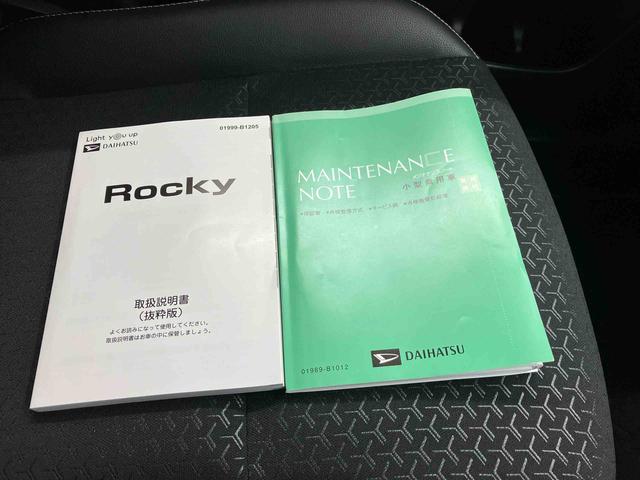 Light you up
DAIHATSU
01999-B1205
Rocky
取扱説明書
(抜粋版)
よくお読みになって使用してください。
取扱説明書はお車の中に保管しましょう。
MAINTENANCE
NOTE
小型乗用車
DAIHATSU
01989-B1012